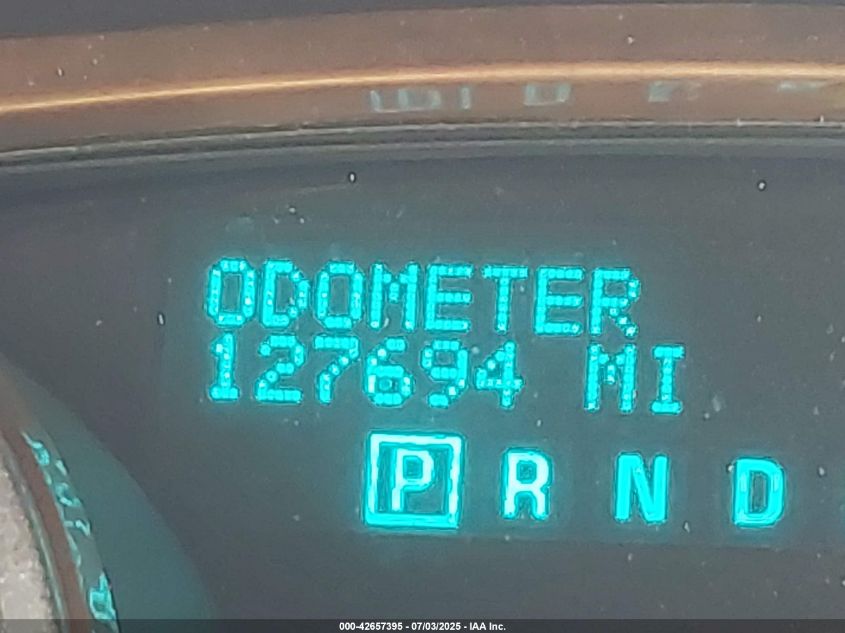 ODOMETER
127694 MI
P R N D
000-42657395 - 07/03/2025 - IAA Inc.